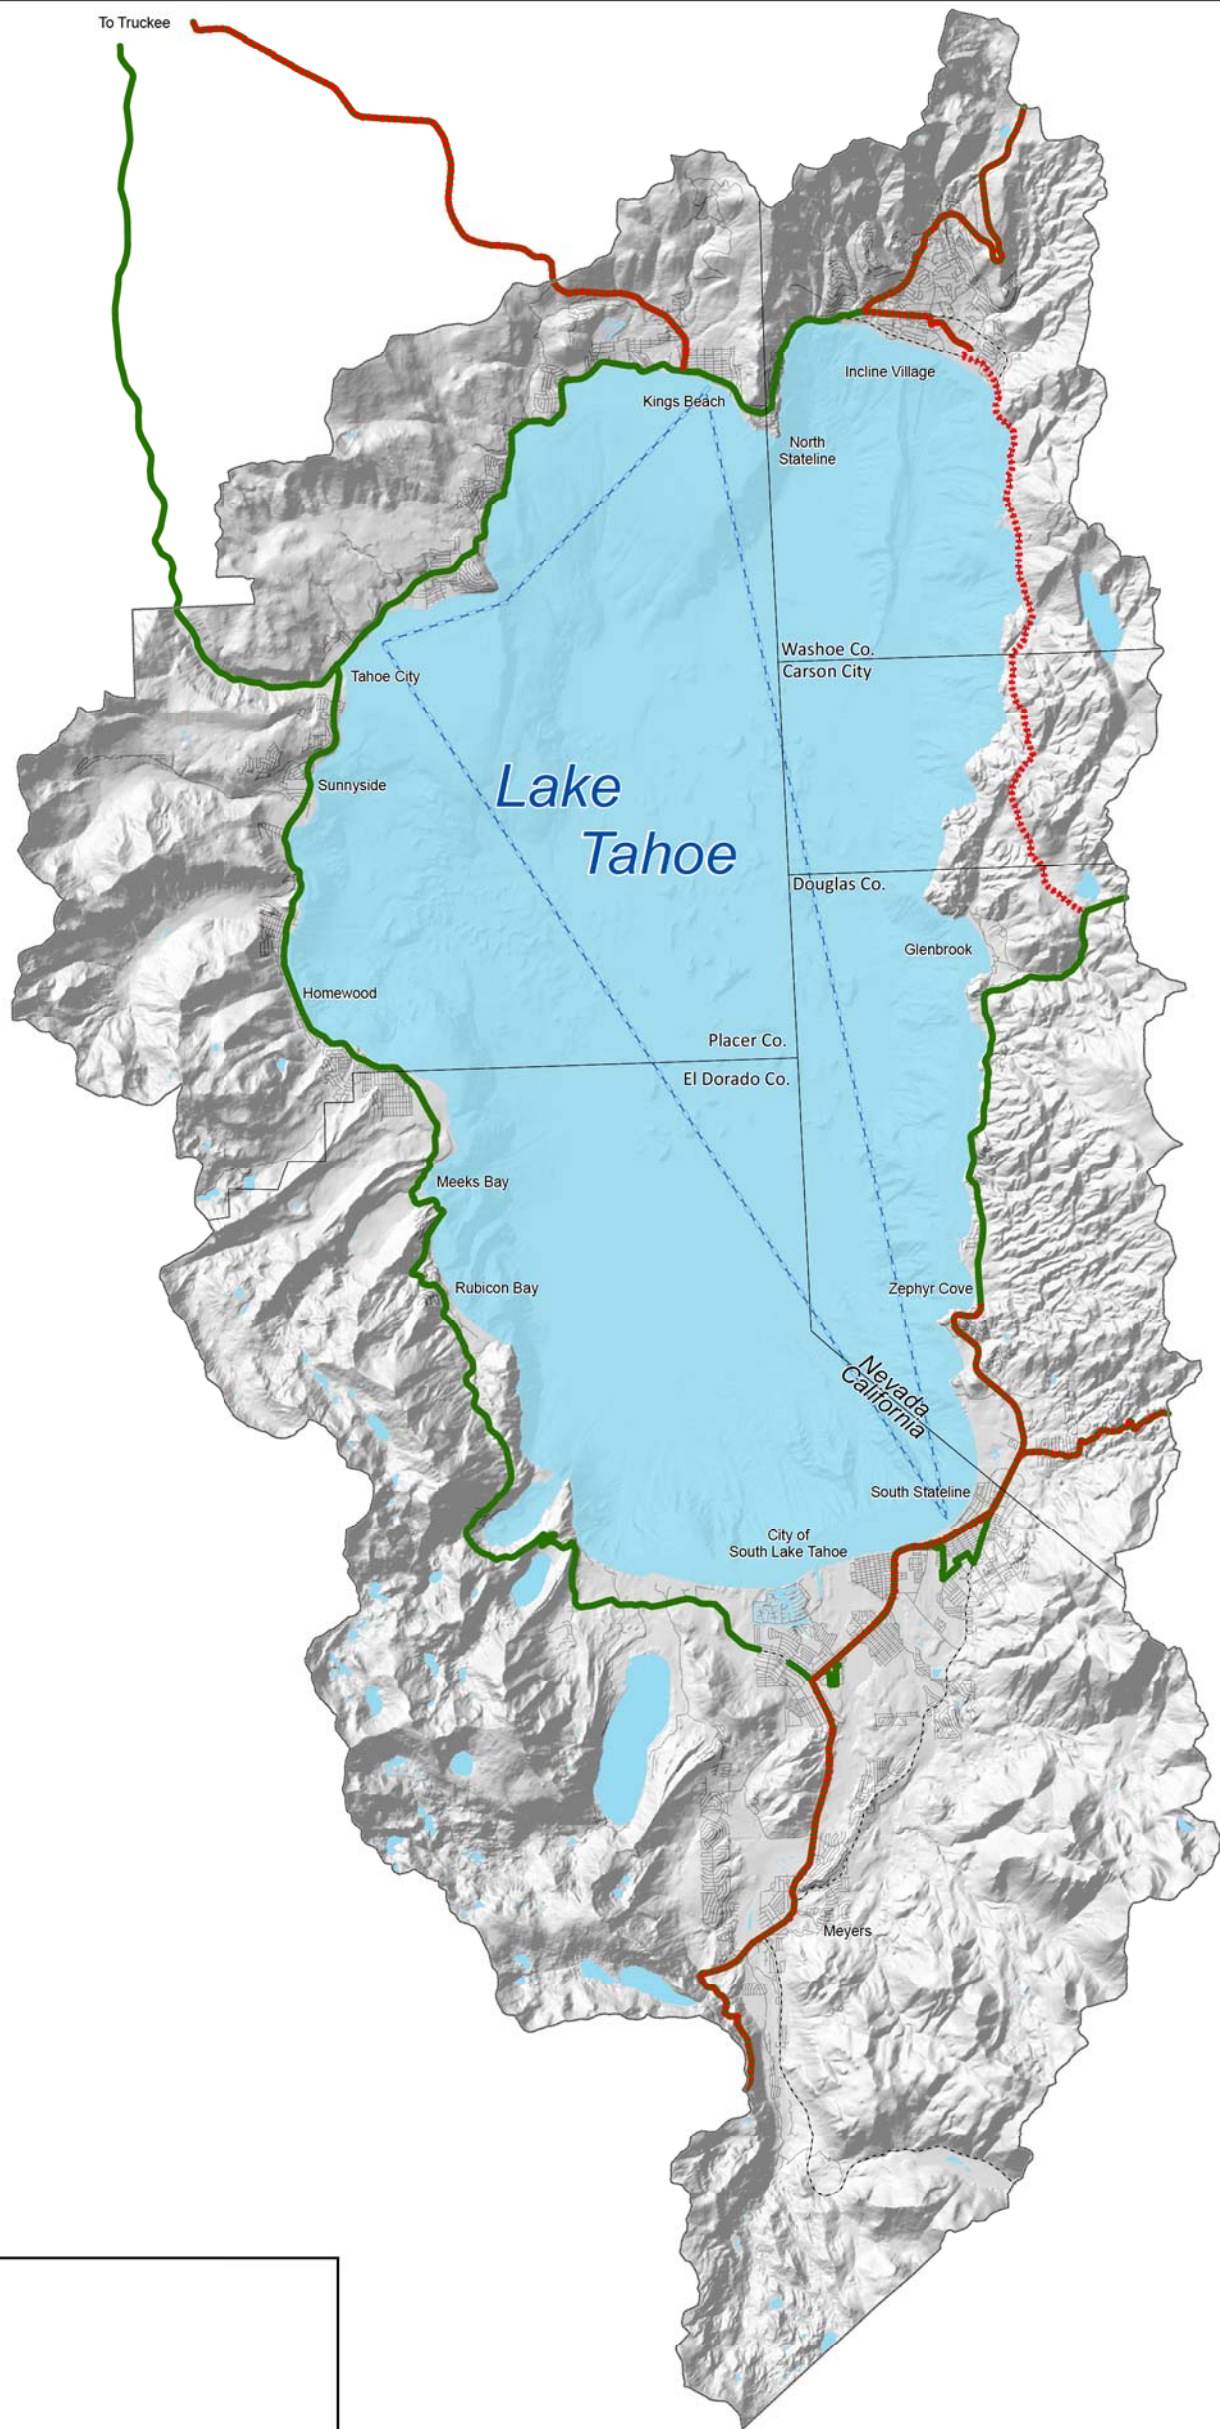 To Truckee
Incline Village
Kings Beach
North
Stateline
Washoe Co.
Carson City
Tahoe City
Sunnyside
Lake
Tahoe
Douglas Co.
Glenbrook
Homewood
Placer Co.
El Dorado Co.
Meeks Bay
Rubicon Bay
Zephyr Cove
Nevada
California
South Stateline
City of
South Lake Tahoe
Meyers